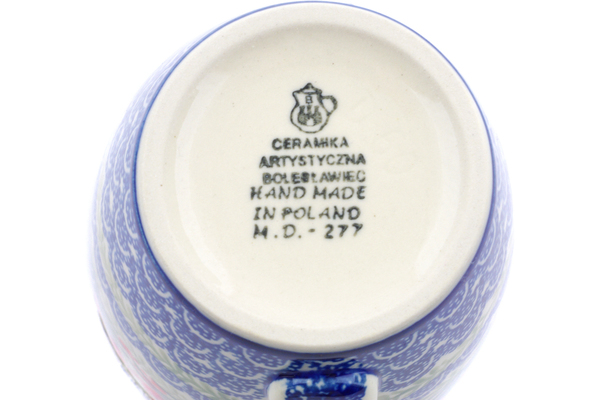 B
CERAMIKA
ARTYSTYCZNA
BOLESŁAWIEC
HAND MADE
IN POLAND
M.D.- 277